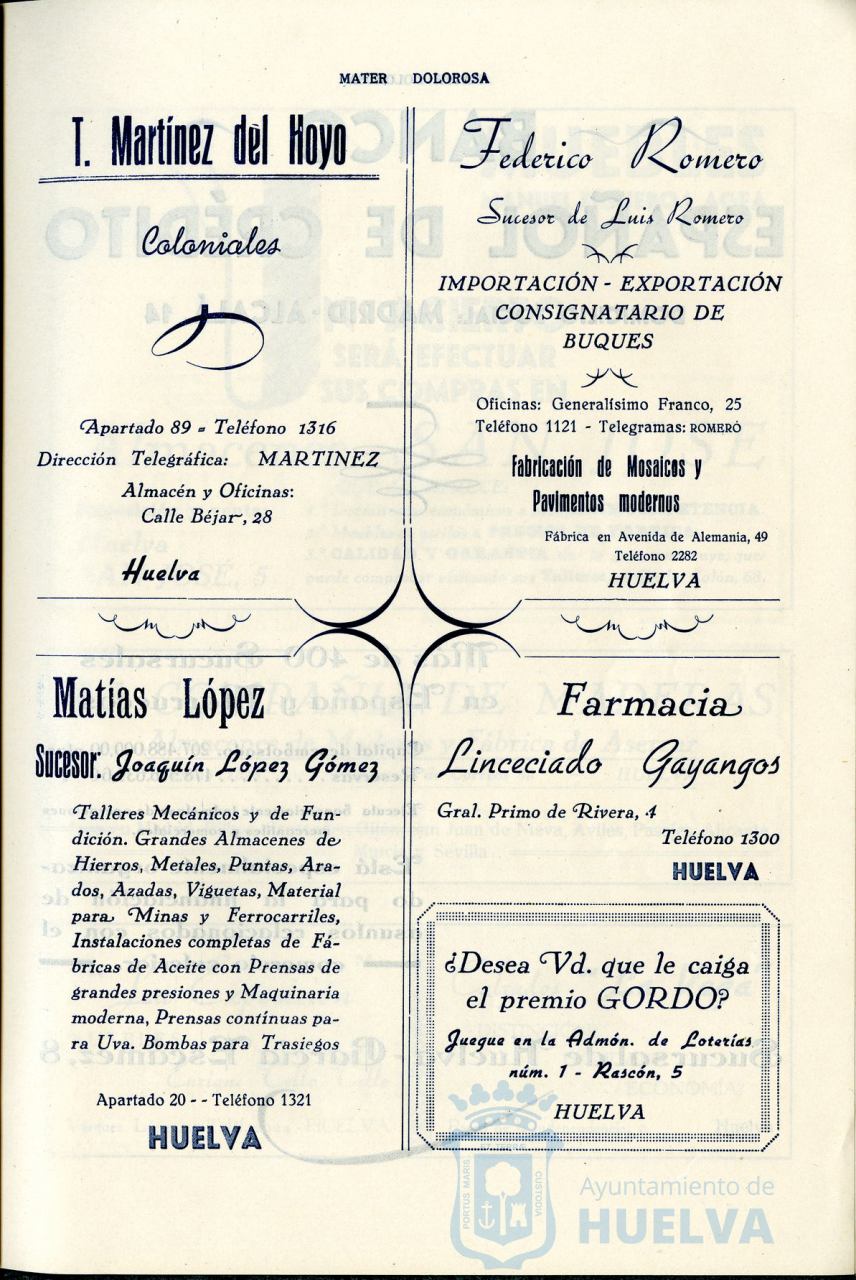 MATER DOLOROSA
T. Martínez del Hoyo
Coloniales
Apartado 89 - Teléfono 1316
Dirección Telegráfica: MARTINEZ
Almacén y Oficinas:
Calle Béjar, 28
Huelva
Federico Romero
Sucesor de Luis Romero
IMPORTACIÓN - EXPORTACIÓN
CONSIGNATARIO DE
BUQUES
Oficinas: Generalísimo Franco, 25
Teléfono 1121 - Telegramas: ROMERO
Fabricación de Mosaicos y
Pavimentos modernos
Fábrica en Avenida de Alemania, 49
Teléfono 2282
HUELVA
Matías López
Sucesor: Joaquín López Gómez
Talleres Mecánicos y de Fun-
dición. Grandes Almacenes de
Hierros, Metales, Puntas, Ara-
dos, Azadas, Viguetas, Material
para Minas y Ferrocarriles,
Instalaciones completas de Fá-
bricas de Aceite con Prensas de
grandes presiones y Maquinaria
moderna, Prensas contínuas pa-
ra Uva. Bombas para Trasiegos
Apartado 20 - - Teléfono 1321
HUELVA
Farmacia
Linceciado Gayangos
Gral. Primo de Rivera, 4
Teléfono 1300
HUELVA
¿Desea Vd. que le caiga
el premio GORDO?
Juegue en la Admón. de Loterías
núm. 1 - Rascón, 5
HUELVA
PORTUS MARIS
ET TERRE
CUSTODIA
Ayuntamiento de
HUELVA